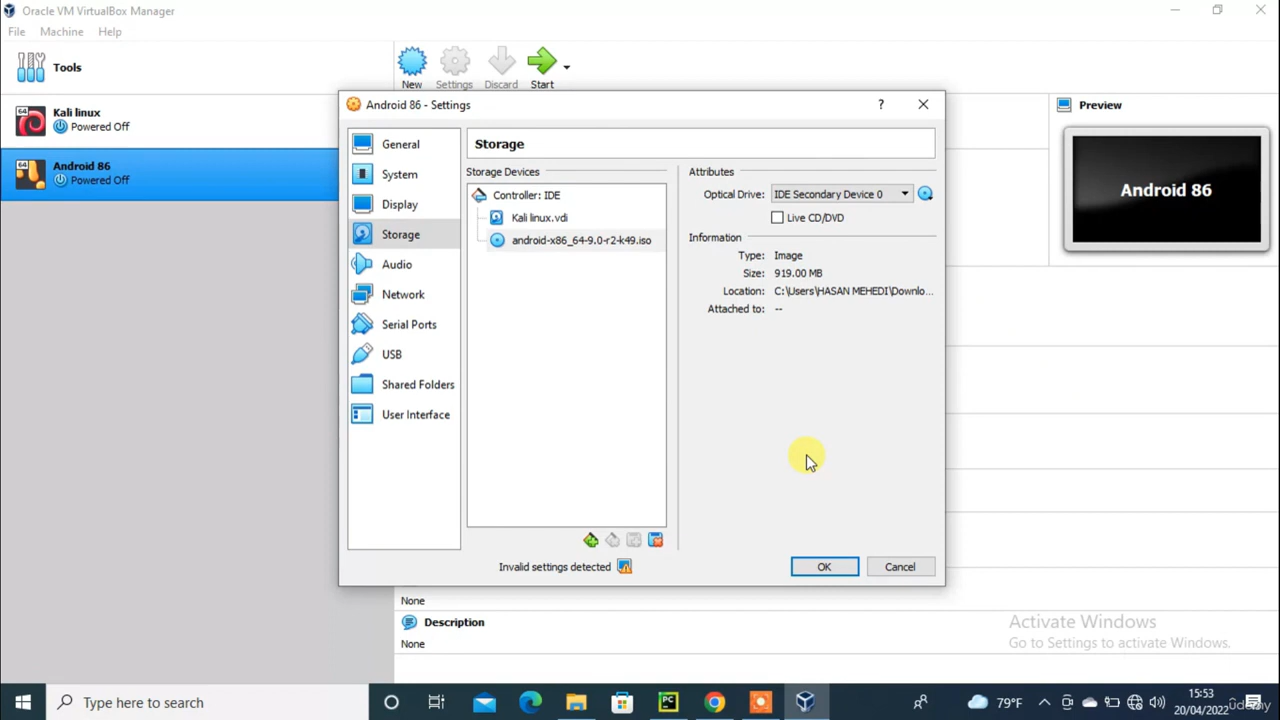 Oracle VM VirtualBox Manager
File Machine Help
Tools
New Settings Discard Start
64 Kali linux
Powered Off
64 Android 86
Powered Off
Preview
Android 86
Android 86 - Settings
?
General
System
Display
Storage
Audio
Network
Serial Ports
USB
Shared Folders
User Interface
Storage
Storage Devices
Controller: IDE
Kali linux.vdi
android-x86_64-9.0-r2-k49.iso
Attributes
Optical Drive: IDE Secondary Device 0
Live CD/DVD
Information
Type: Image
Size: 919.00 MB
Location: C:\Users\HASAN MEHEDI\Downlo...
Attached to: --
Invalid settings detected
OK Cancel
None
Description
None
Activate Windows
Go to Settings to activate Windows.
Type here to search
PC
79°F
15:53
20/04/2022
udemy